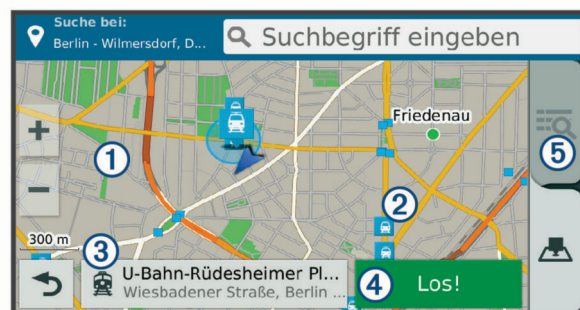 Suche bei:
Berlin - Wilmersdorf, D...
Suchbegriff eingeben
Friedenau
+
1
5
−
2
300 m
3
U-Bahn-Rüdesheimer Pl...
Wiesbadener Straße, Berlin ...
4
Los!